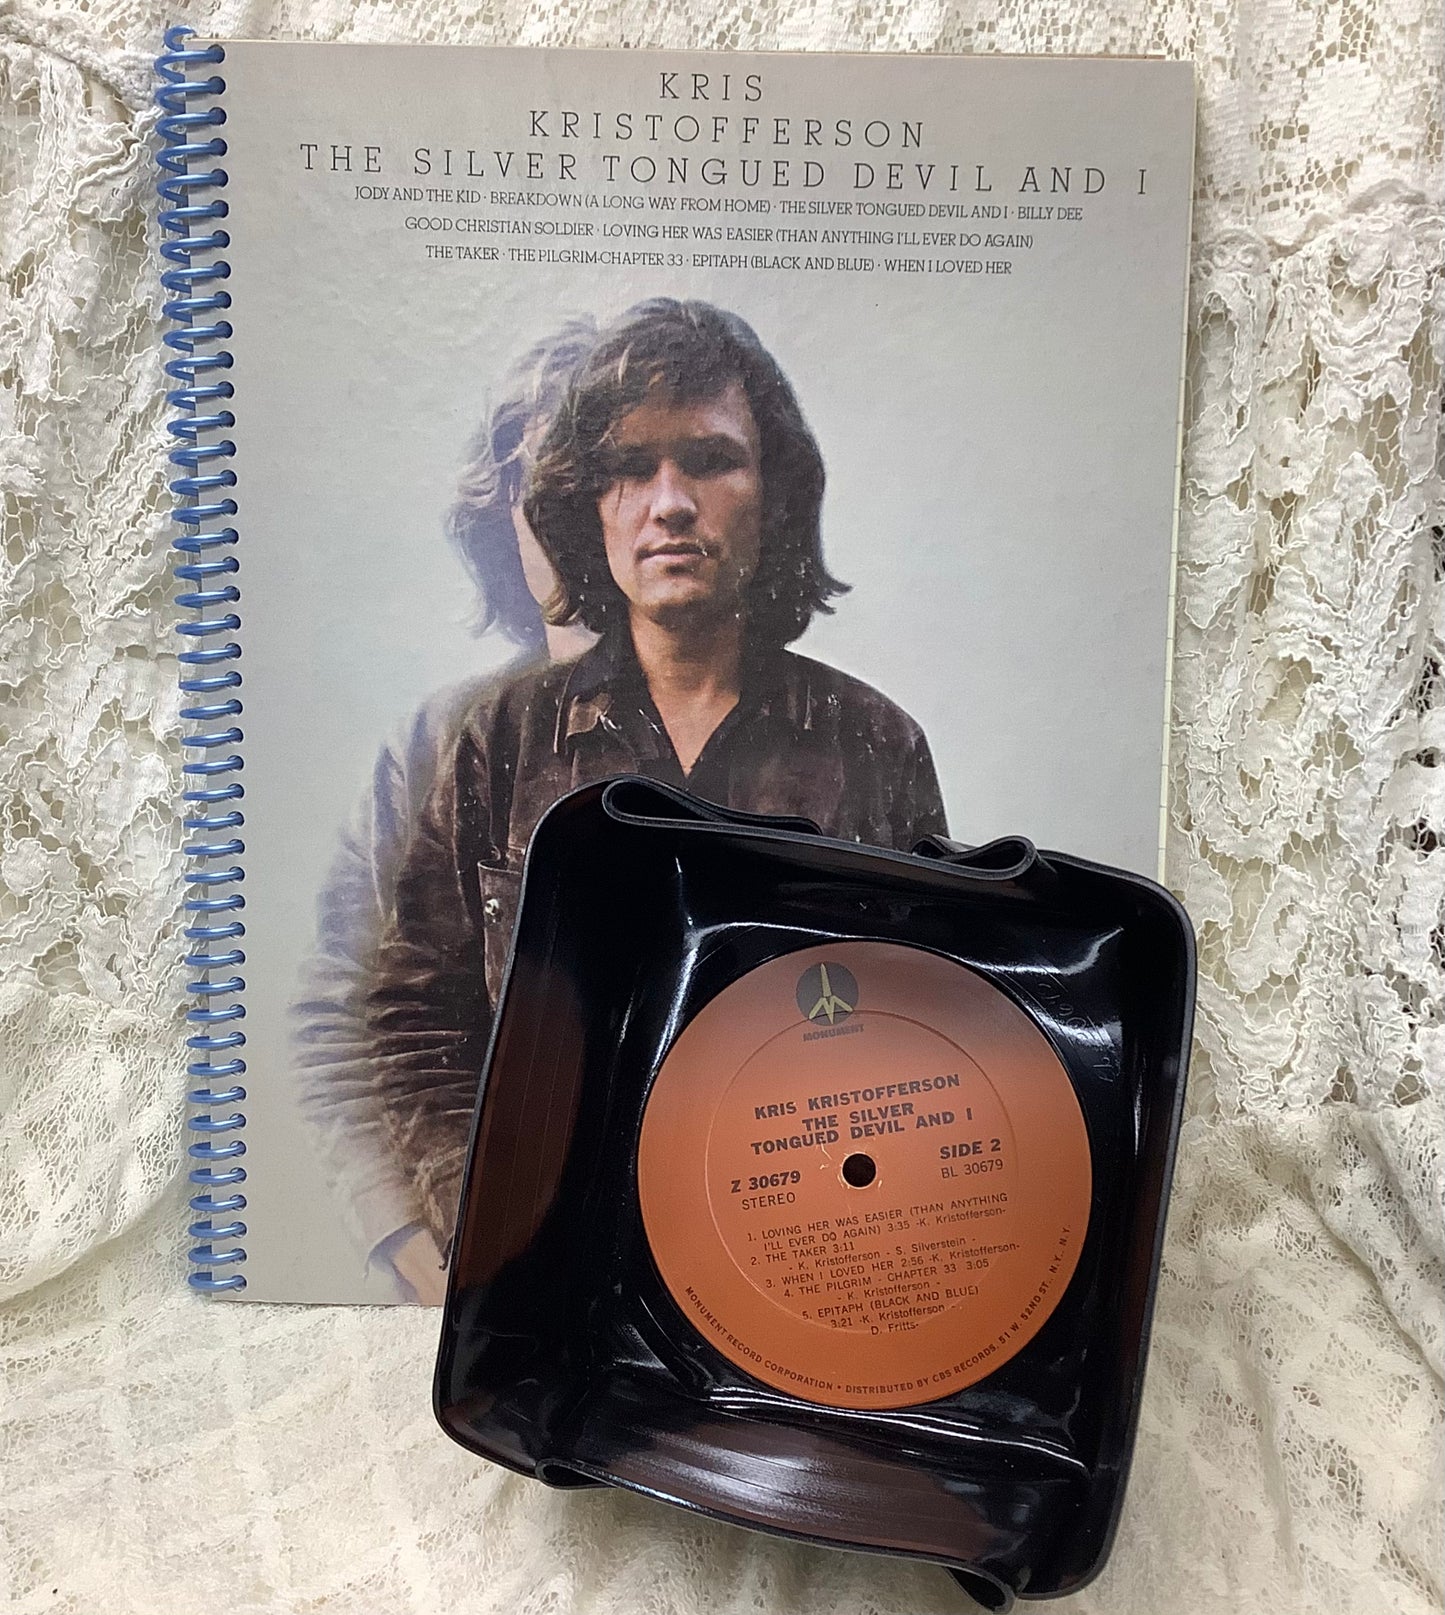 KRIS
KRISTOFFERSON
THE SILVER TONGUED DEVIL AND I
JODY AND THE KID · BREAKDOWN (A LONG WAY FROM HOME) · THE SILVER TONGUED DEVIL AND I · BILLY DEE
GOOD CHRISTIAN SOLDIER · LOVING HER WAS EASIER (THAN ANYTHING I'LL EVER DO AGAIN)
THE TAKER · THE PILGRIM-CHAPTER 33 · EPITAPH (BLACK AND BLUE) · WHEN I LOVED HER
MONUMENT
KRIS KRISTOFFERSON
THE SILVER
TONGUED DEVIL AND I
Z 30679
STEREO
SIDE 2
BL 30679
1. LOVING HER WAS EASIER (THAN ANYTHING
I'LL EVER DO AGAIN) 3:35 -K. Kristofferson-
2. THE TAKER 3:11
- K. Kristofferson - S. Silverstein -
3. WHEN I LOVED HER 2:56 -K. Kristofferson-
4. THE PILGRIM - CHAPTER 33 3:05
- K. Kristofferson -
5. EPITAPH (BLACK AND BLUE)
3:21 -K. Kristofferson -
D. Fritts-
MONUMENT RECORD CORPORATION • DISTRIBUTED BY CBS RECORDS, 51 W. 52ND ST., N.Y., N.Y.